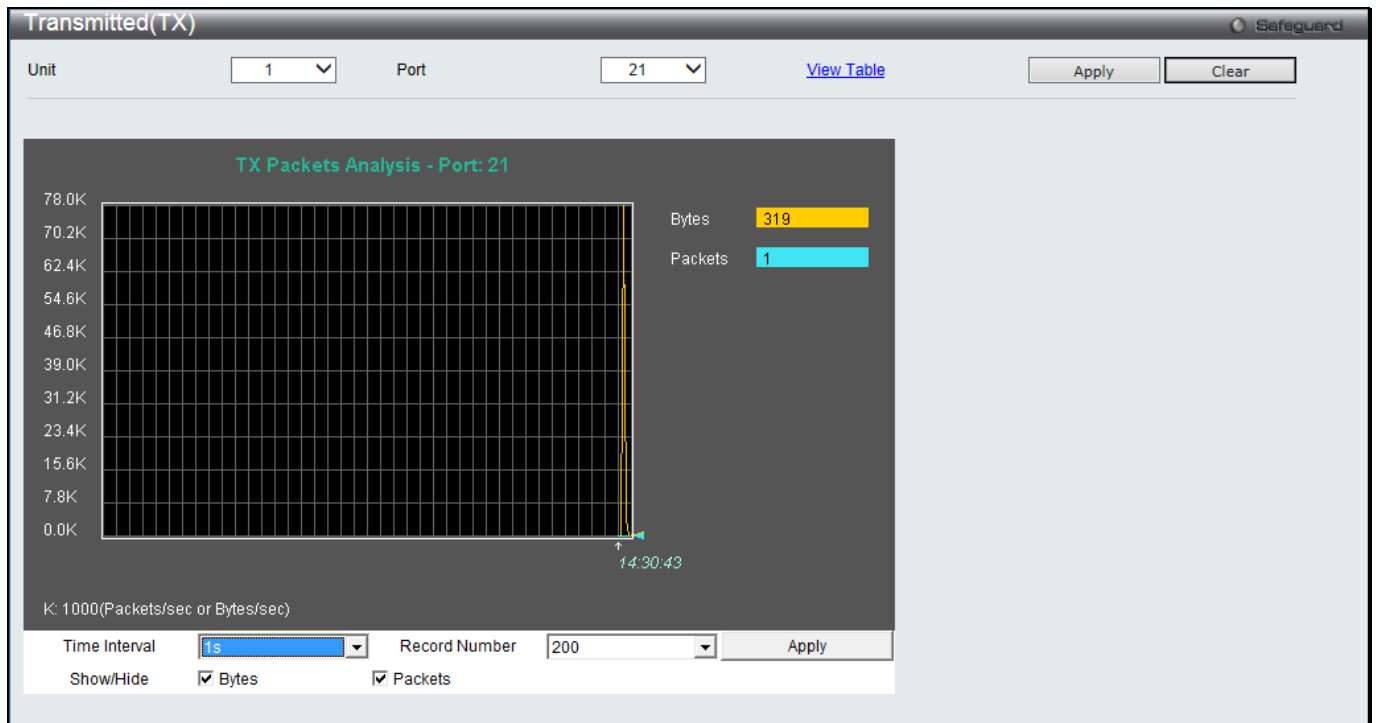 Transmitted(TX)
Safeguard
Unit 1 Port 21 View Table Apply Clear
TX Packets Analysis - Port: 21
78.0K
70.2K
62.4K
54.6K
46.8K
39.0K
31.2K
23.4K
15.6K
7.8K
0.0K
Bytes 319
Packets 1
14:30:43
K: 1000(Packets/sec or Bytes/sec)
Time Interval 1s Record Number 200 Apply
Show/Hide Bytes Packets